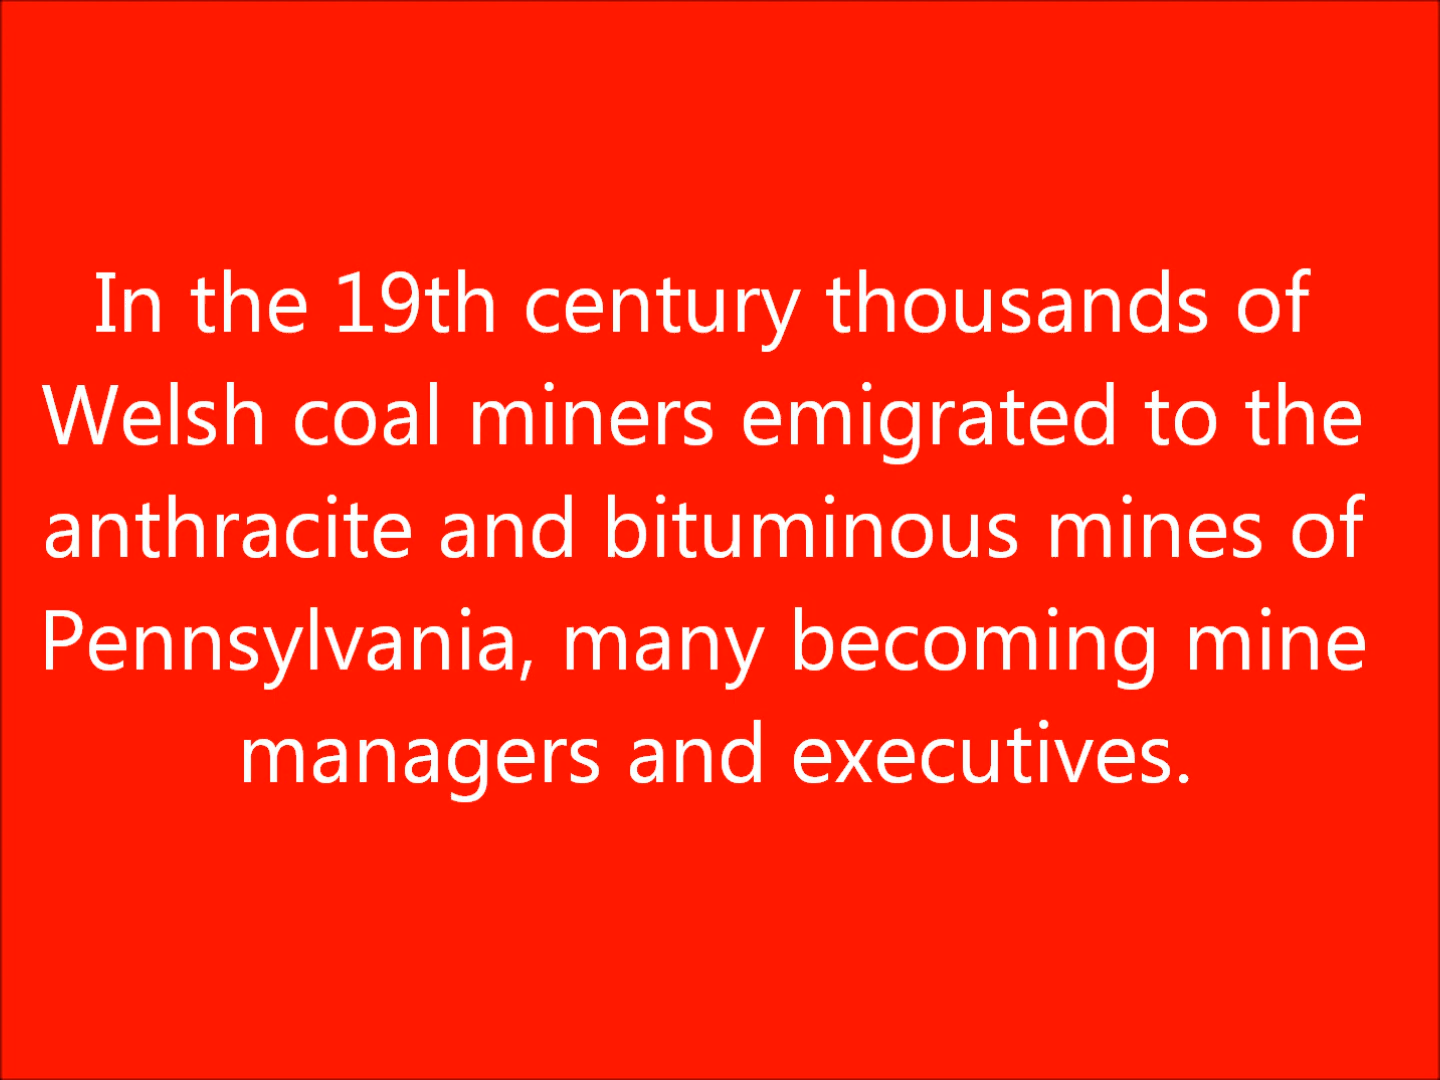 In the 19th century thousands of
Welsh coal miners emigrated to the
anthracite and bituminous mines of
Pennsylvania, many becoming mine
managers and executives.